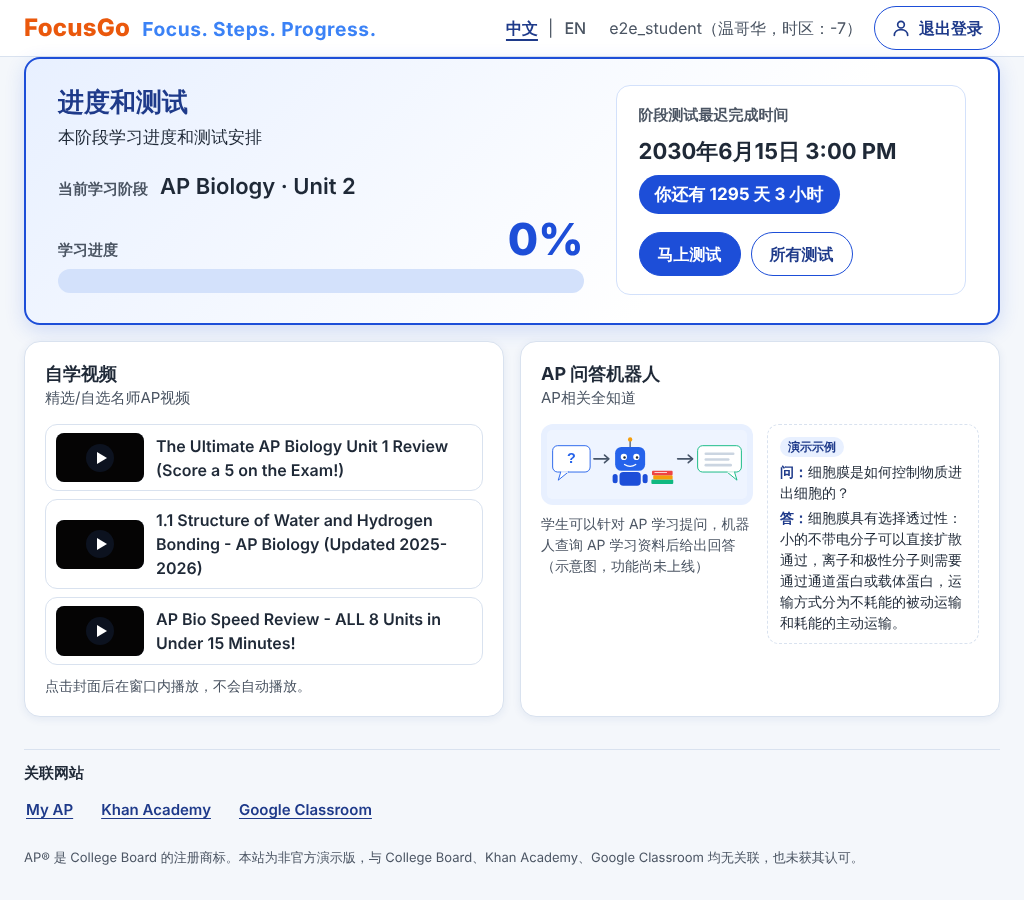 FocusGo Focus. Steps. Progress. 中文 | EN e2e_student（温哥华，时区：-7） 退出登录
进度和测试
本阶段学习进度和测试安排
当前学习阶段 AP Biology · Unit 2
学习进度 0%
阶段测试最迟完成时间
2030年6月15日 3:00 PM
你还有 1295 天 3 小时
马上测试 所有测试
自学视频
精选/自选名师AP视频
The Ultimate AP Biology Unit 1 Review
(Score a 5 on the Exam!)
1.1 Structure of Water and Hydrogen
Bonding - AP Biology (Updated 2025-
2026)
AP Bio Speed Review - ALL 8 Units in
Under 15 Minutes!
点击封面后在窗口内播放，不会自动播放。
AP 问答机器人
AP相关全知道
?
学生可以针对 AP 学习提问，机器
人查询 AP 学习资料后给出回答
（示意图，功能尚未上线）
演示示例
问：细胞膜是如何控制物质进
出细胞的？
答：细胞膜具有选择透过性：
小的不带电分子可以直接扩散
通过，离子和极性分子则需要
通过通道蛋白或载体蛋白，运
输方式分为不耗能的被动运输
和耗能的主动运输。
关联网站
My AP Khan Academy Google Classroom
AP® 是 College Board 的注册商标。本站为非官方演示版，与 College Board、Khan Academy、Google Classroom 均无关联，也未获其认可。